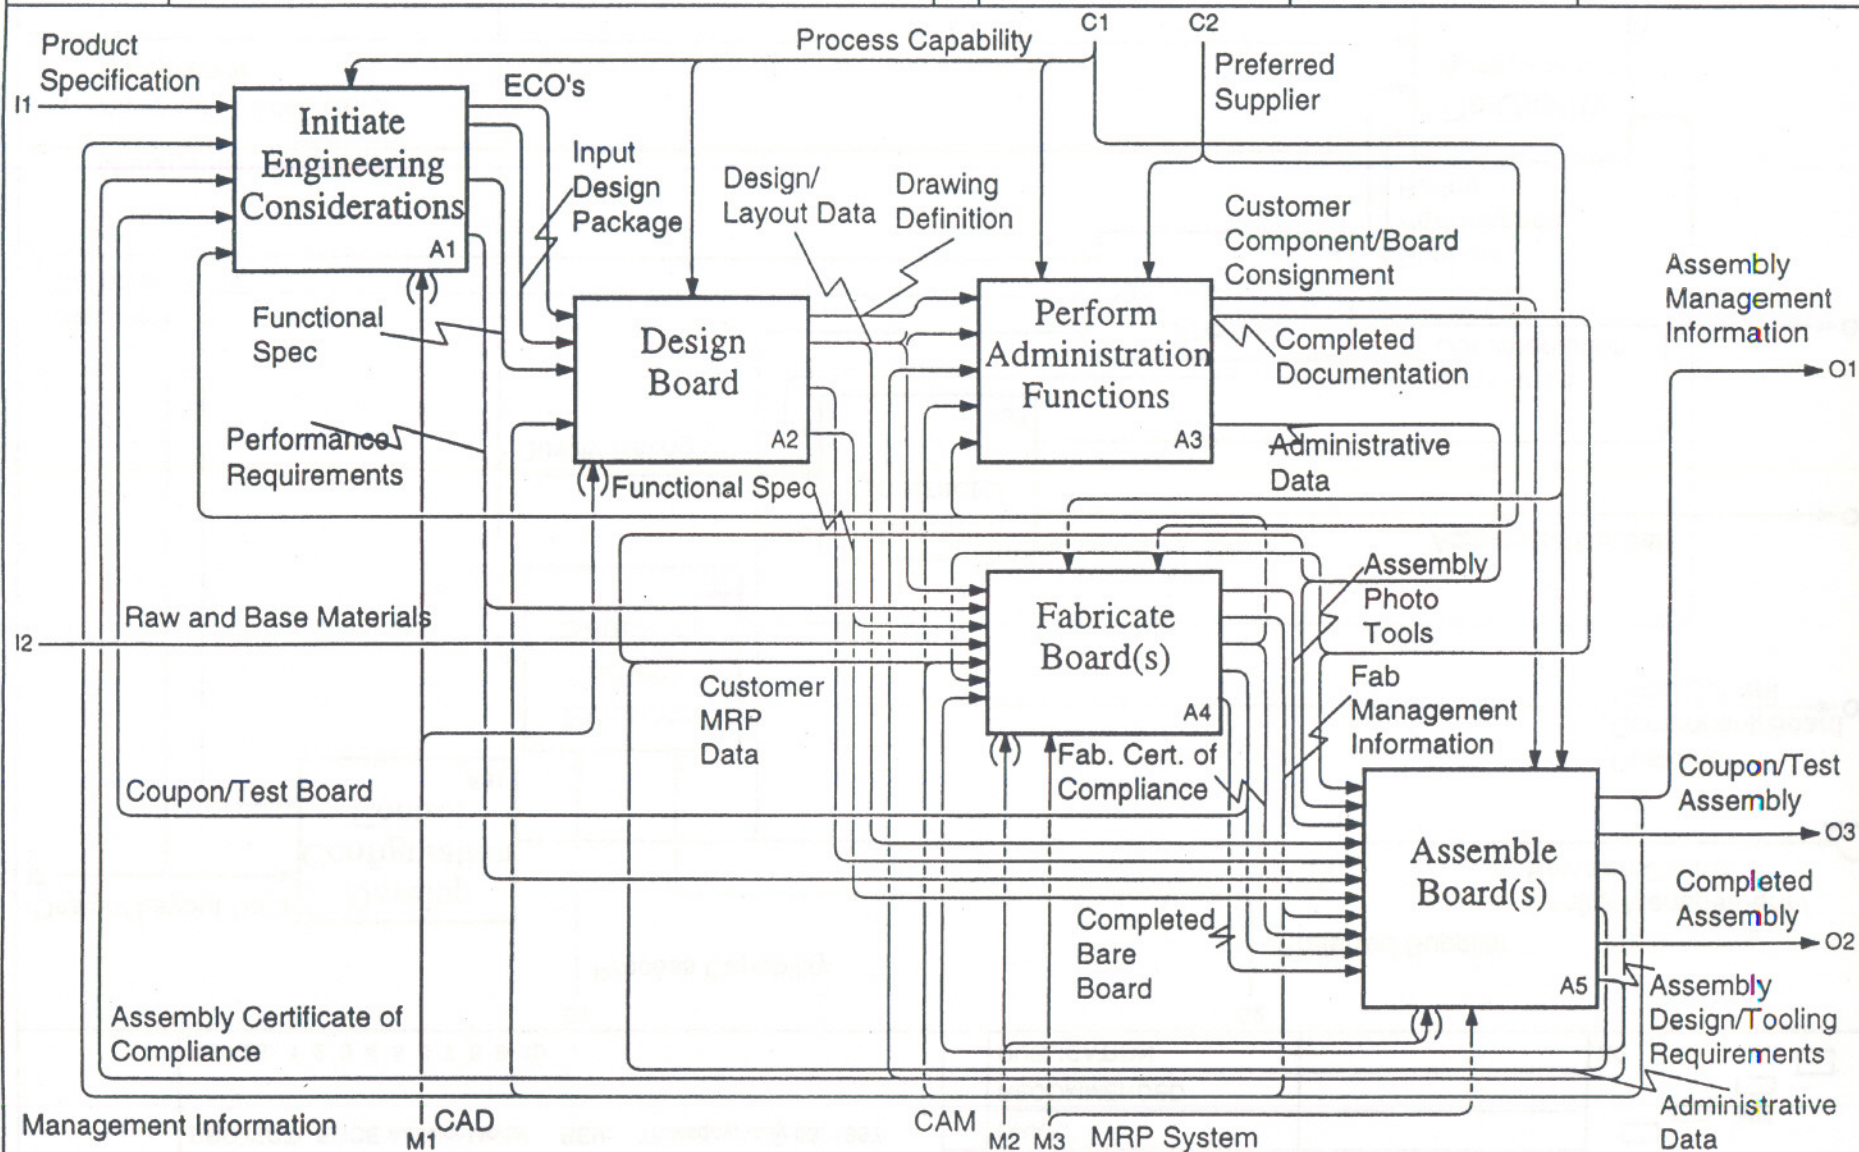 C1
C2
Product
Specification
Process Capability
ECO's
Preferred
Supplier
I1
Initiate
Engineering
Considerations
A1
Input
Design
Package
Design/
Layout Data
Drawing
Definition
Customer
Component/Board
Consignment
Assembly
Management
Information
O1
Functional
Spec
Design
Board
A2
Perform
Administration
Functions
A3
Completed
Documentation
Performance
Requirements
Administrative
Data
Functional Spec
Raw and Base Materials
I2
Fabricate
Board(s)
A4
Assembly
Photo
Tools
Customer
MRP
Data
Fab
Management
Information
Fab. Cert. of
Compliance
Coupon/Test Board
Coupon/Test
Assembly
O3
Assemble
Board(s)
A5
Completed
Assembly
O2
Completed
Bare
Board
Assembly
Design/Tooling
Requirements
Assembly Certificate of
Compliance
Administrative
Data
Management Information
CAD
M1
CAM
M2
M3
MRP System